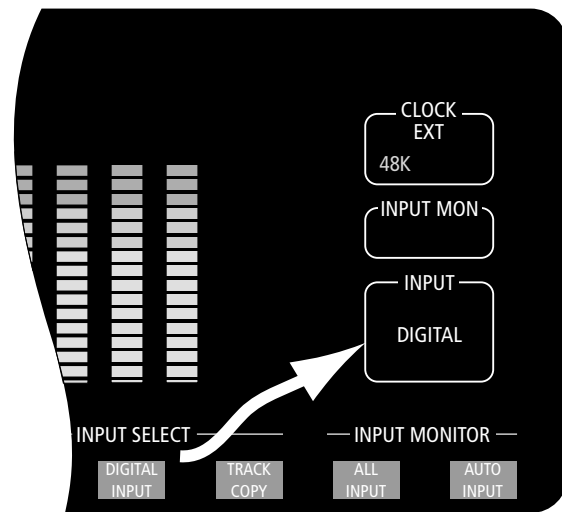 CLOCK
EXT
48K
INPUT MON
INPUT
DIGITAL
INPUT SELECT
INPUT MONITOR
DIGITAL
INPUT
TRACK
COPY
ALL
INPUT
AUTO
INPUT